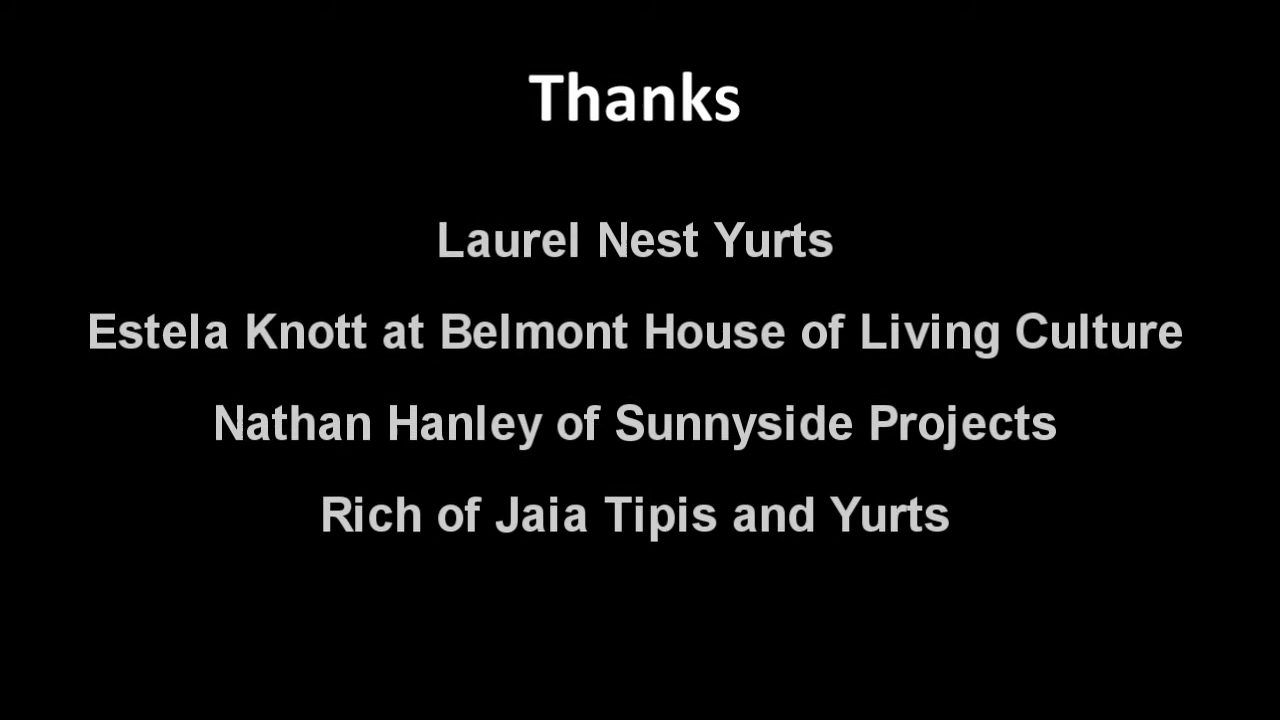 Thanks
Laurel Nest Yurts
Estela Knott at Belmont House of Living Culture
Nathan Hanley of Sunnyside Projects
Rich of Jaia Tipis and Yurts